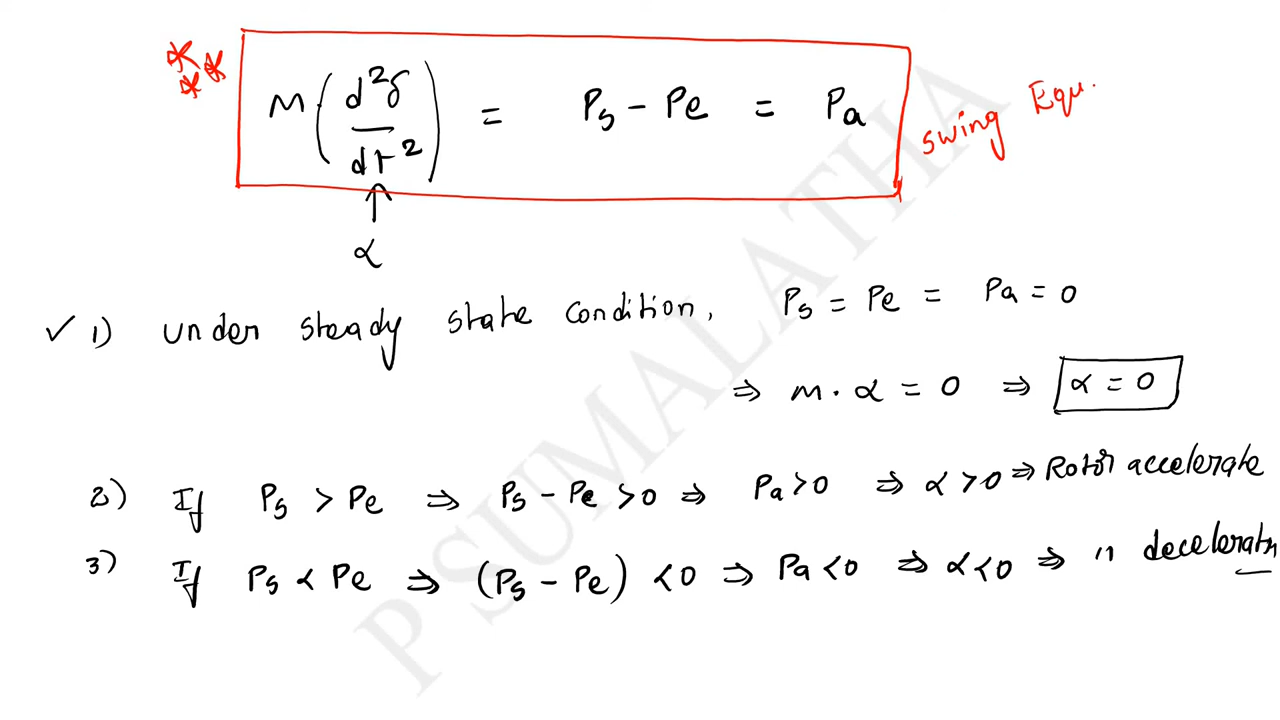 M(d²δ/dt²) = Ps - Pe = Pa
Swing Equ.
α
✓ 1) Under steady state condition, Ps = Pe = Pa = 0
⇒ M . α = 0 ⇒ α = 0
2) If Ps > Pe ⇒ Ps - Pe > 0 ⇒ Pa > 0 ⇒ α > 0 ⇒ Rotor accelerate
3) If Ps < Pe ⇒ (Ps - Pe) < 0 ⇒ Pa < 0 ⇒ α < 0 ⇒ " deceleratn
P SUMALATHA